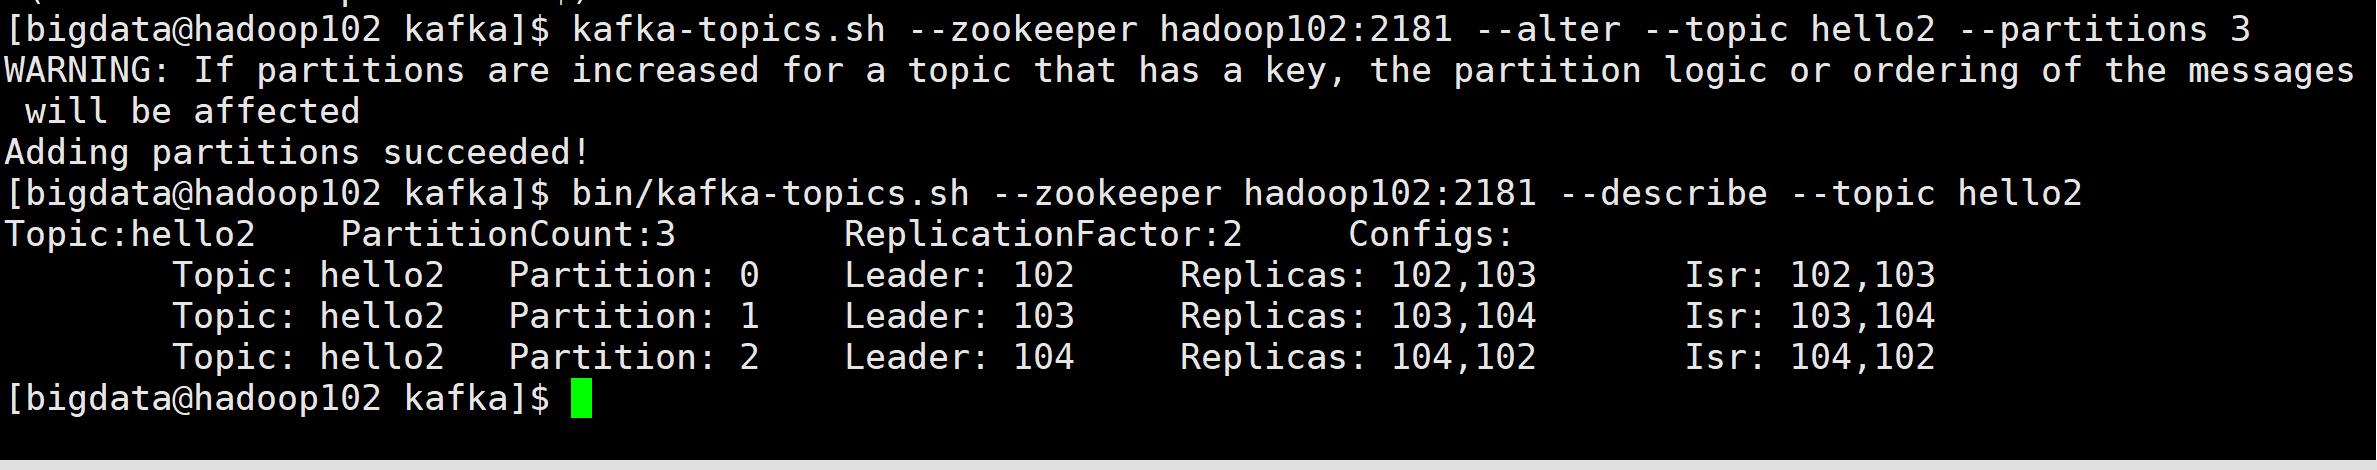 [bigdata@hadoop102 kafka]$ kafka-topics.sh --zookeeper hadoop102:2181 --alter --topic hello2 --partitions 3
WARNING: If partitions are increased for a topic that has a key, the partition logic or ordering of the messages
 will be affected
Adding partitions succeeded!
[bigdata@hadoop102 kafka]$ bin/kafka-topics.sh --zookeeper hadoop102:2181 --describe --topic hello2
Topic:hello2    PartitionCount:3        ReplicationFactor:2     Configs:
        Topic: hello2   Partition: 0    Leader: 102     Replicas: 102,103       Isr: 102,103
        Topic: hello2   Partition: 1    Leader: 103     Replicas: 103,104       Isr: 103,104
        Topic: hello2   Partition: 2    Leader: 104     Replicas: 104,102       Isr: 104,102
[bigdata@hadoop102 kafka]$